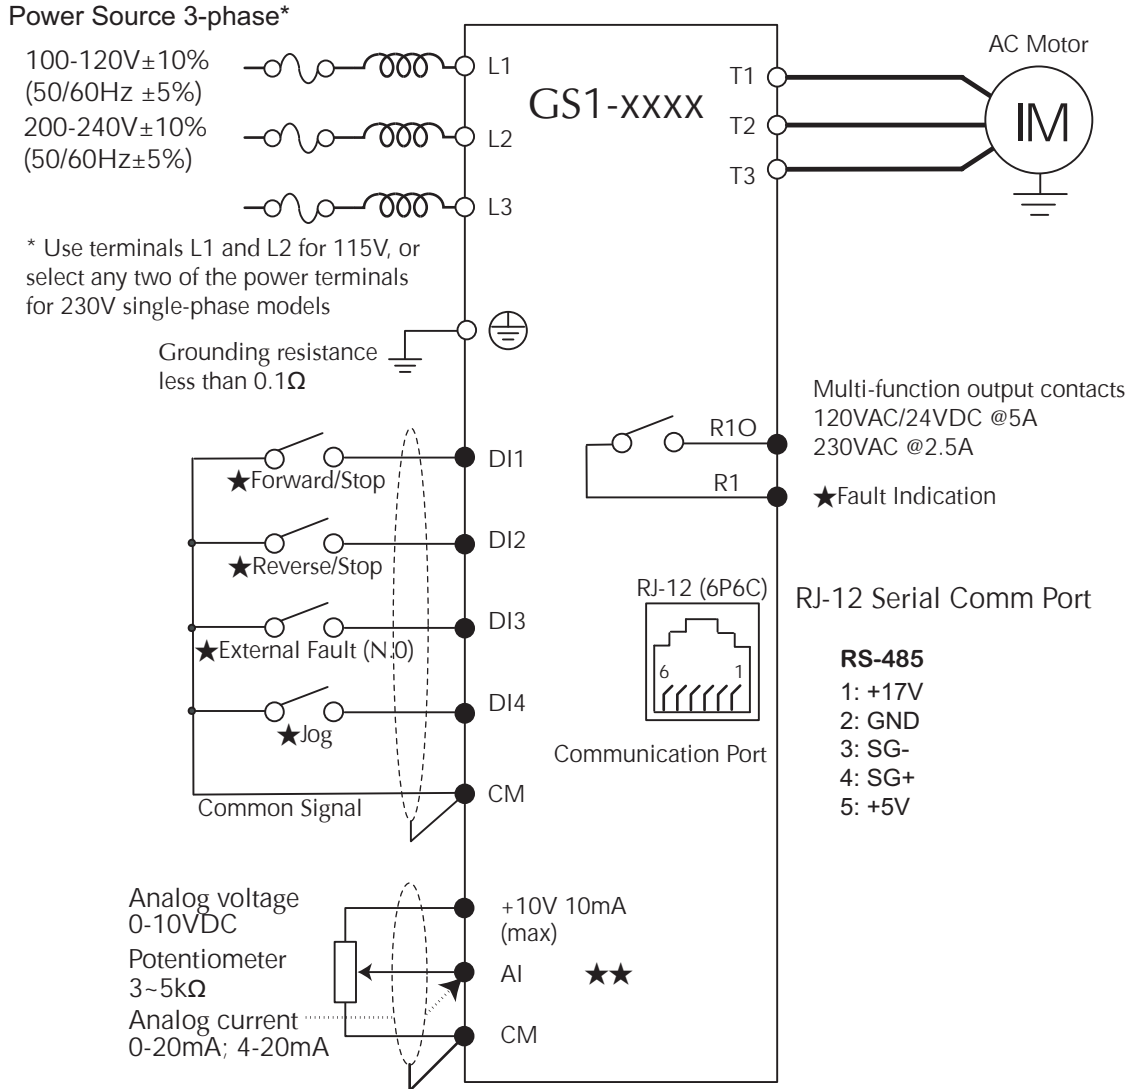 Power Source 3-phase*
100-120V±10%
(50/60Hz ±5%)
200-240V±10%
(50/60Hz±5%)
L1
L2
L3
GS1-xxxx
T1
T2
T3
AC Motor
IM
* Use terminals L1 and L2 for 115V, or
select any two of the power terminals
for 230V single-phase models
Grounding resistance
less than 0.1Ω
DI1
★Forward/Stop
DI2
★Reverse/Stop
DI3
★External Fault (N.0)
DI4
★Jog
CM
Common Signal
R1O
R1
Multi-function output contacts
120VAC/24VDC @5A
230VAC @2.5A
★Fault Indication
RJ-12 (6P6C)
6 1
Communication Port
RJ-12 Serial Comm Port
RS-485
1: +17V
2: GND
3: SG-
4: SG+
5: +5V
Analog voltage
0-10VDC
Potentiometer
3~5kΩ
Analog current
0-20mA; 4-20mA
+10V 10mA
(max)
AI ★★
CM